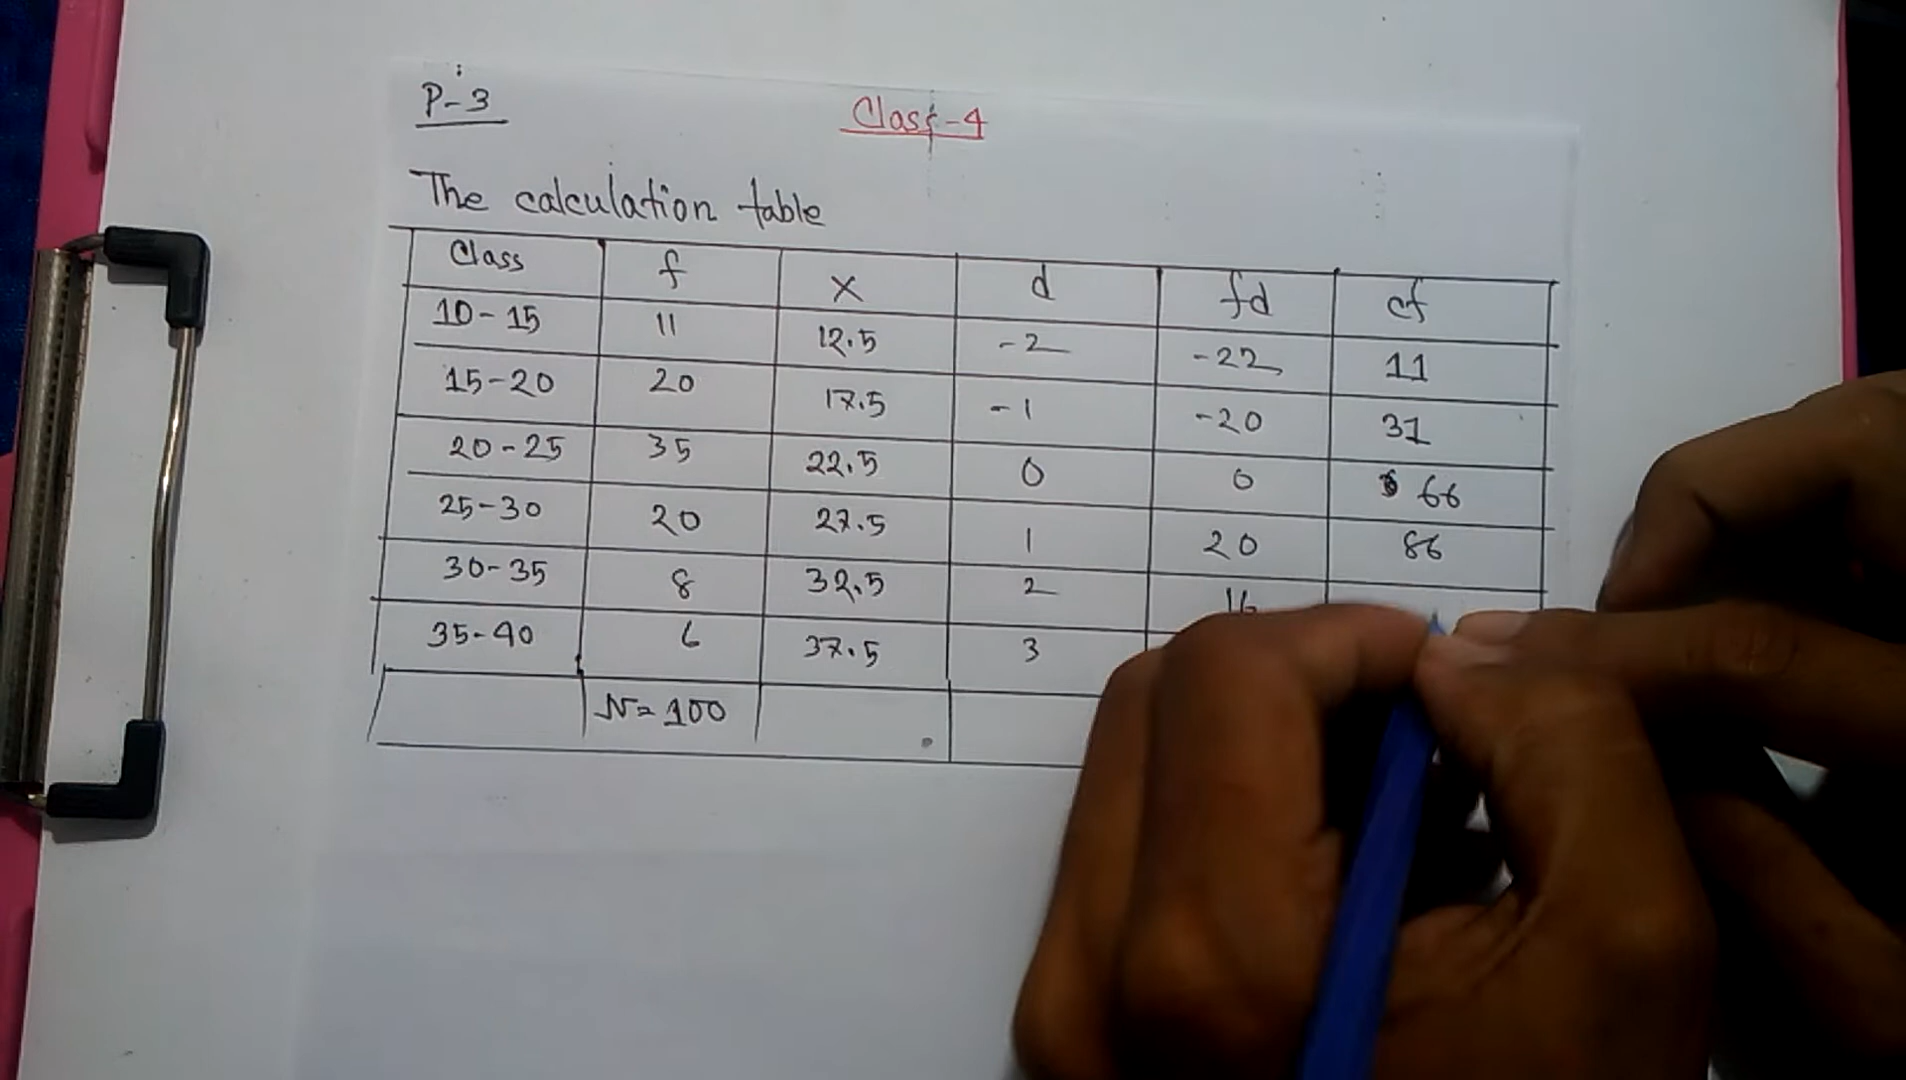 P-3
Class-4
The calculation table
Class f x d fd cf
10-15 11 12.5 -2 -22 11
15-20 20 17.5 -1 -20 31
20-25 35 22.5 0 0 66
25-30 20 27.5 1 20 86
30-35 8 32.5 2 16
35-40 6 37.5 3
N=100